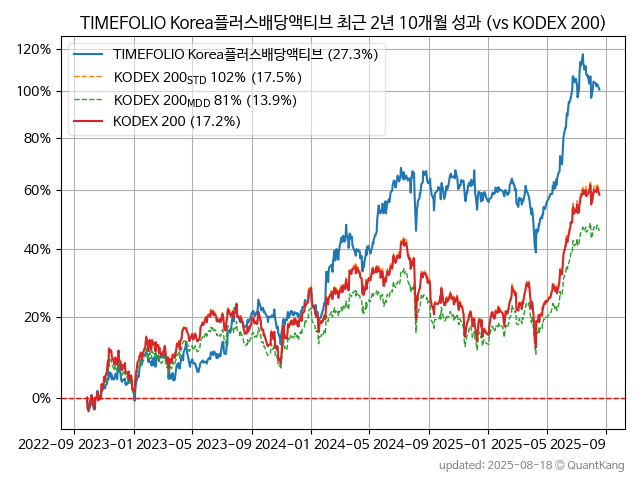 TIMEFOLIO Korea플러스배당액티브 최근 2년 10개월 성과 (vs KODEX 200)
TIMEFOLIO Korea플러스배당액티브 (27.3%)
KODEX 200STD 102% (17.5%)
KODEX 200MDD 81% (13.9%)
KODEX 200 (17.2%)
120%
100%
80%
60%
40%
20%
0%
2022-09 2023-01 2023-05 2023-09 2024-01 2024-05 2024-09 2025-01 2025-05 2025-09
updated: 2025-08-18 © QuantKang